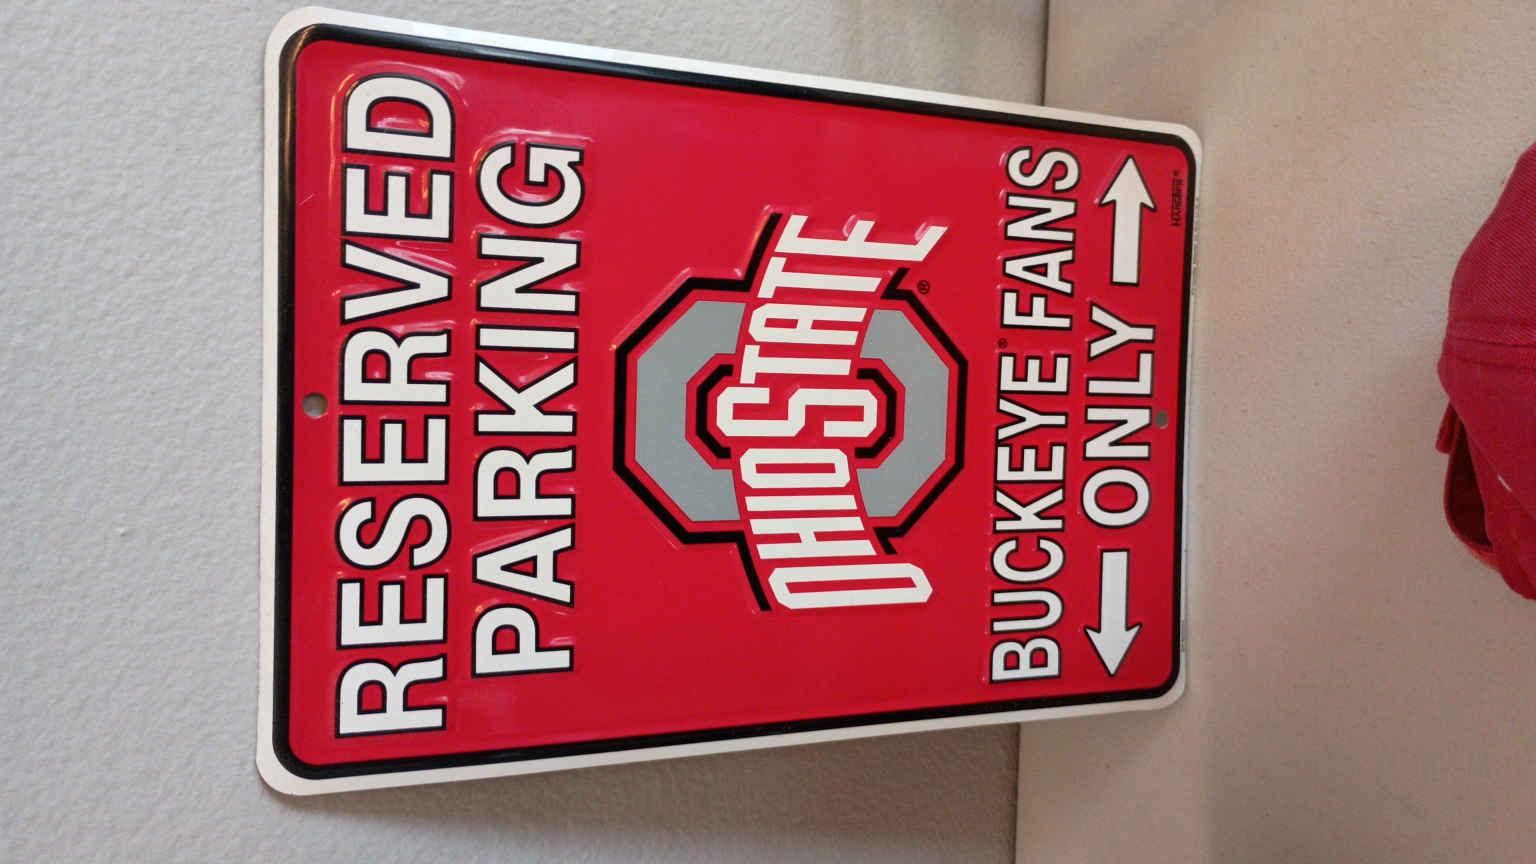 RESERVED
PARKING
OHIO STATE
®
BUCKEYE® FANS
ONLY